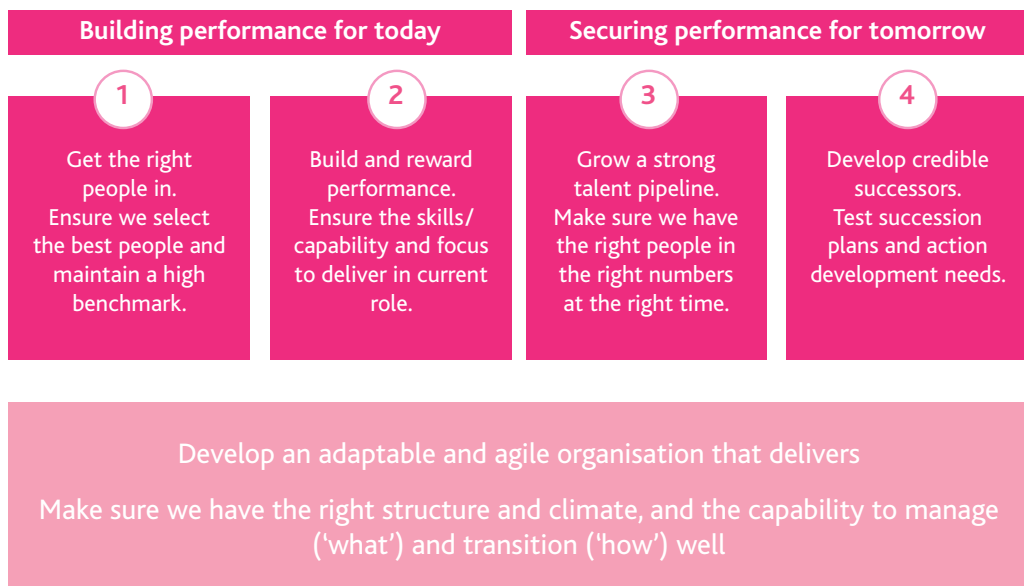 Building performance for today
Securing performance for tomorrow
1
Get the right
people in.
Ensure we select
the best people and
maintain a high
benchmark.
2
Build and reward
performance.
Ensure the skills/
capability and focus
to deliver in current
role.
3
Grow a strong
talent pipeline.
Make sure we have
the right people in
the right numbers
at the right time.
4
Develop credible
successors.
Test succession
plans and action
development needs.
Develop an adaptable and agile organisation that delivers
Make sure we have the right structure and climate, and the capability to manage
(‘what’) and transition (‘how’) well